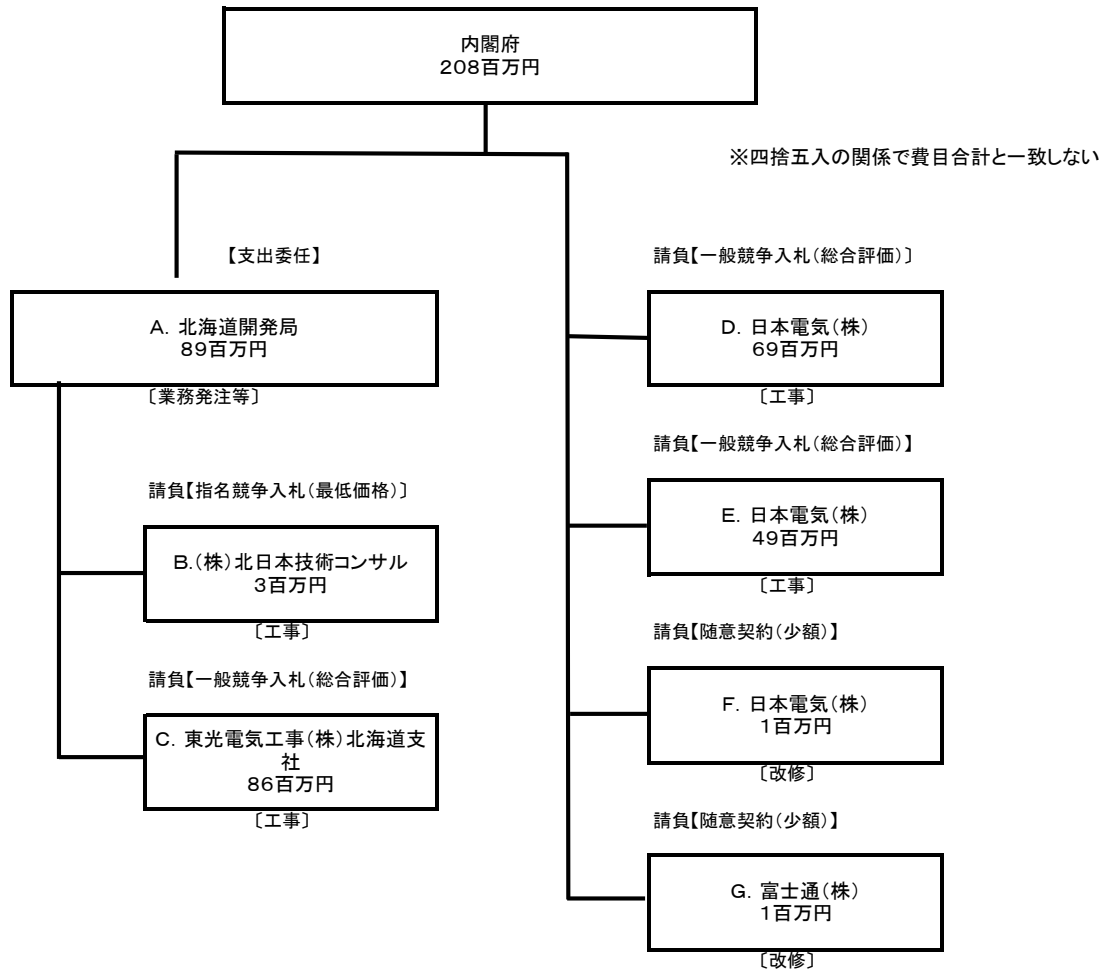 内閣府
208百万円
※四捨五入の関係で費目合計と一致しない
【支出委任】
A. 北海道開発局
89百万円
〔業務発注等〕
請負【指名競争入札(最低価格)〕
B.(株)北日本技術コンサル
3百万円
〔工事〕
請負【一般競争入札(総合評価)】
C. 東光電気工事(株)北海道支
社
86百万円
〔工事〕
請負【一般競争入札(総合評価)〕
D. 日本電気(株)
69百万円
〔工事〕
請負【一般競争入札(総合評価)】
E. 日本電気(株)
49百万円
〔工事〕
請負【随意契約(少額)】
F. 日本電気(株)
1百万円
〔改修〕
請負【随意契約(少額)】
G. 富士通(株)
1百万円
〔改修〕